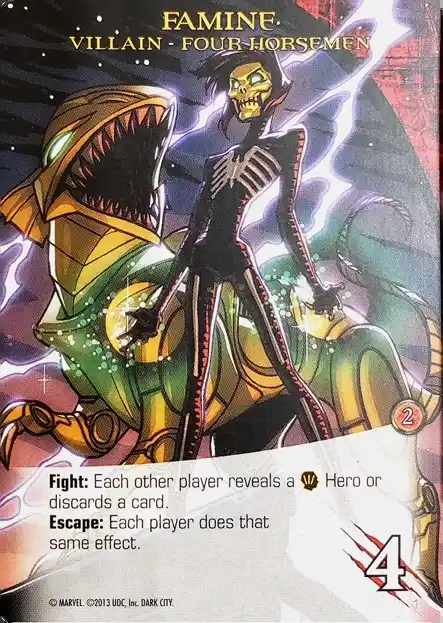 FAMINE
VILLAIN - FOUR HORSEMEN
2
Fight: Each other player reveals a Hero or
discards a card.
Escape: Each player does that
same effect.
4
© MARVEL. ©2013 UDC, Inc. DARK CITY.